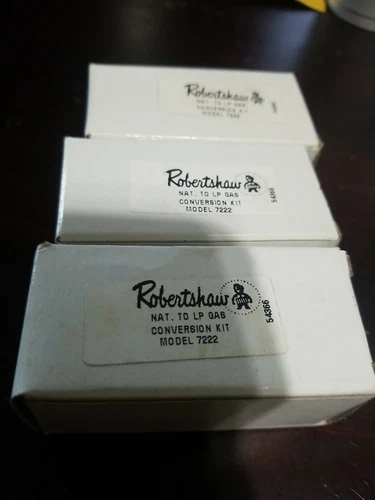 Robertshaw
NAT. TO LP GAS
CONVERSION KIT
MODEL 7222
Robertshaw
NAT. TO LP GAS
CONVERSION KIT
MODEL 7222
Robertshaw
NAT. TO LP GAS
CONVERSION KIT
MODEL 7222
54366